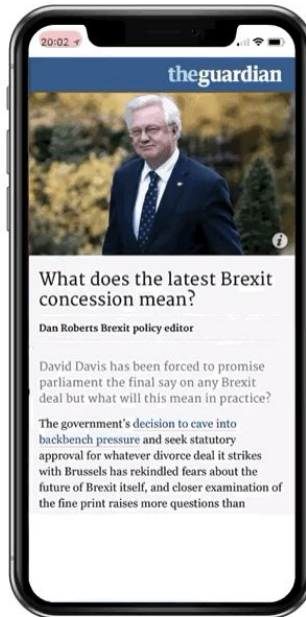 20:02
theguardian
What does the latest Brexit
concession mean?
Dan Roberts Brexit policy editor
David Davis has been forced to promise
parliament the final say on any Brexit
deal but what will this mean in practice?
The government's decision to cave into
backbench pressure and seek statutory
approval for whatever divorce deal it strikes
with Brussels has rekindled fears about the
future of Brexit itself, and closer examination of
the fine print raises more questions than